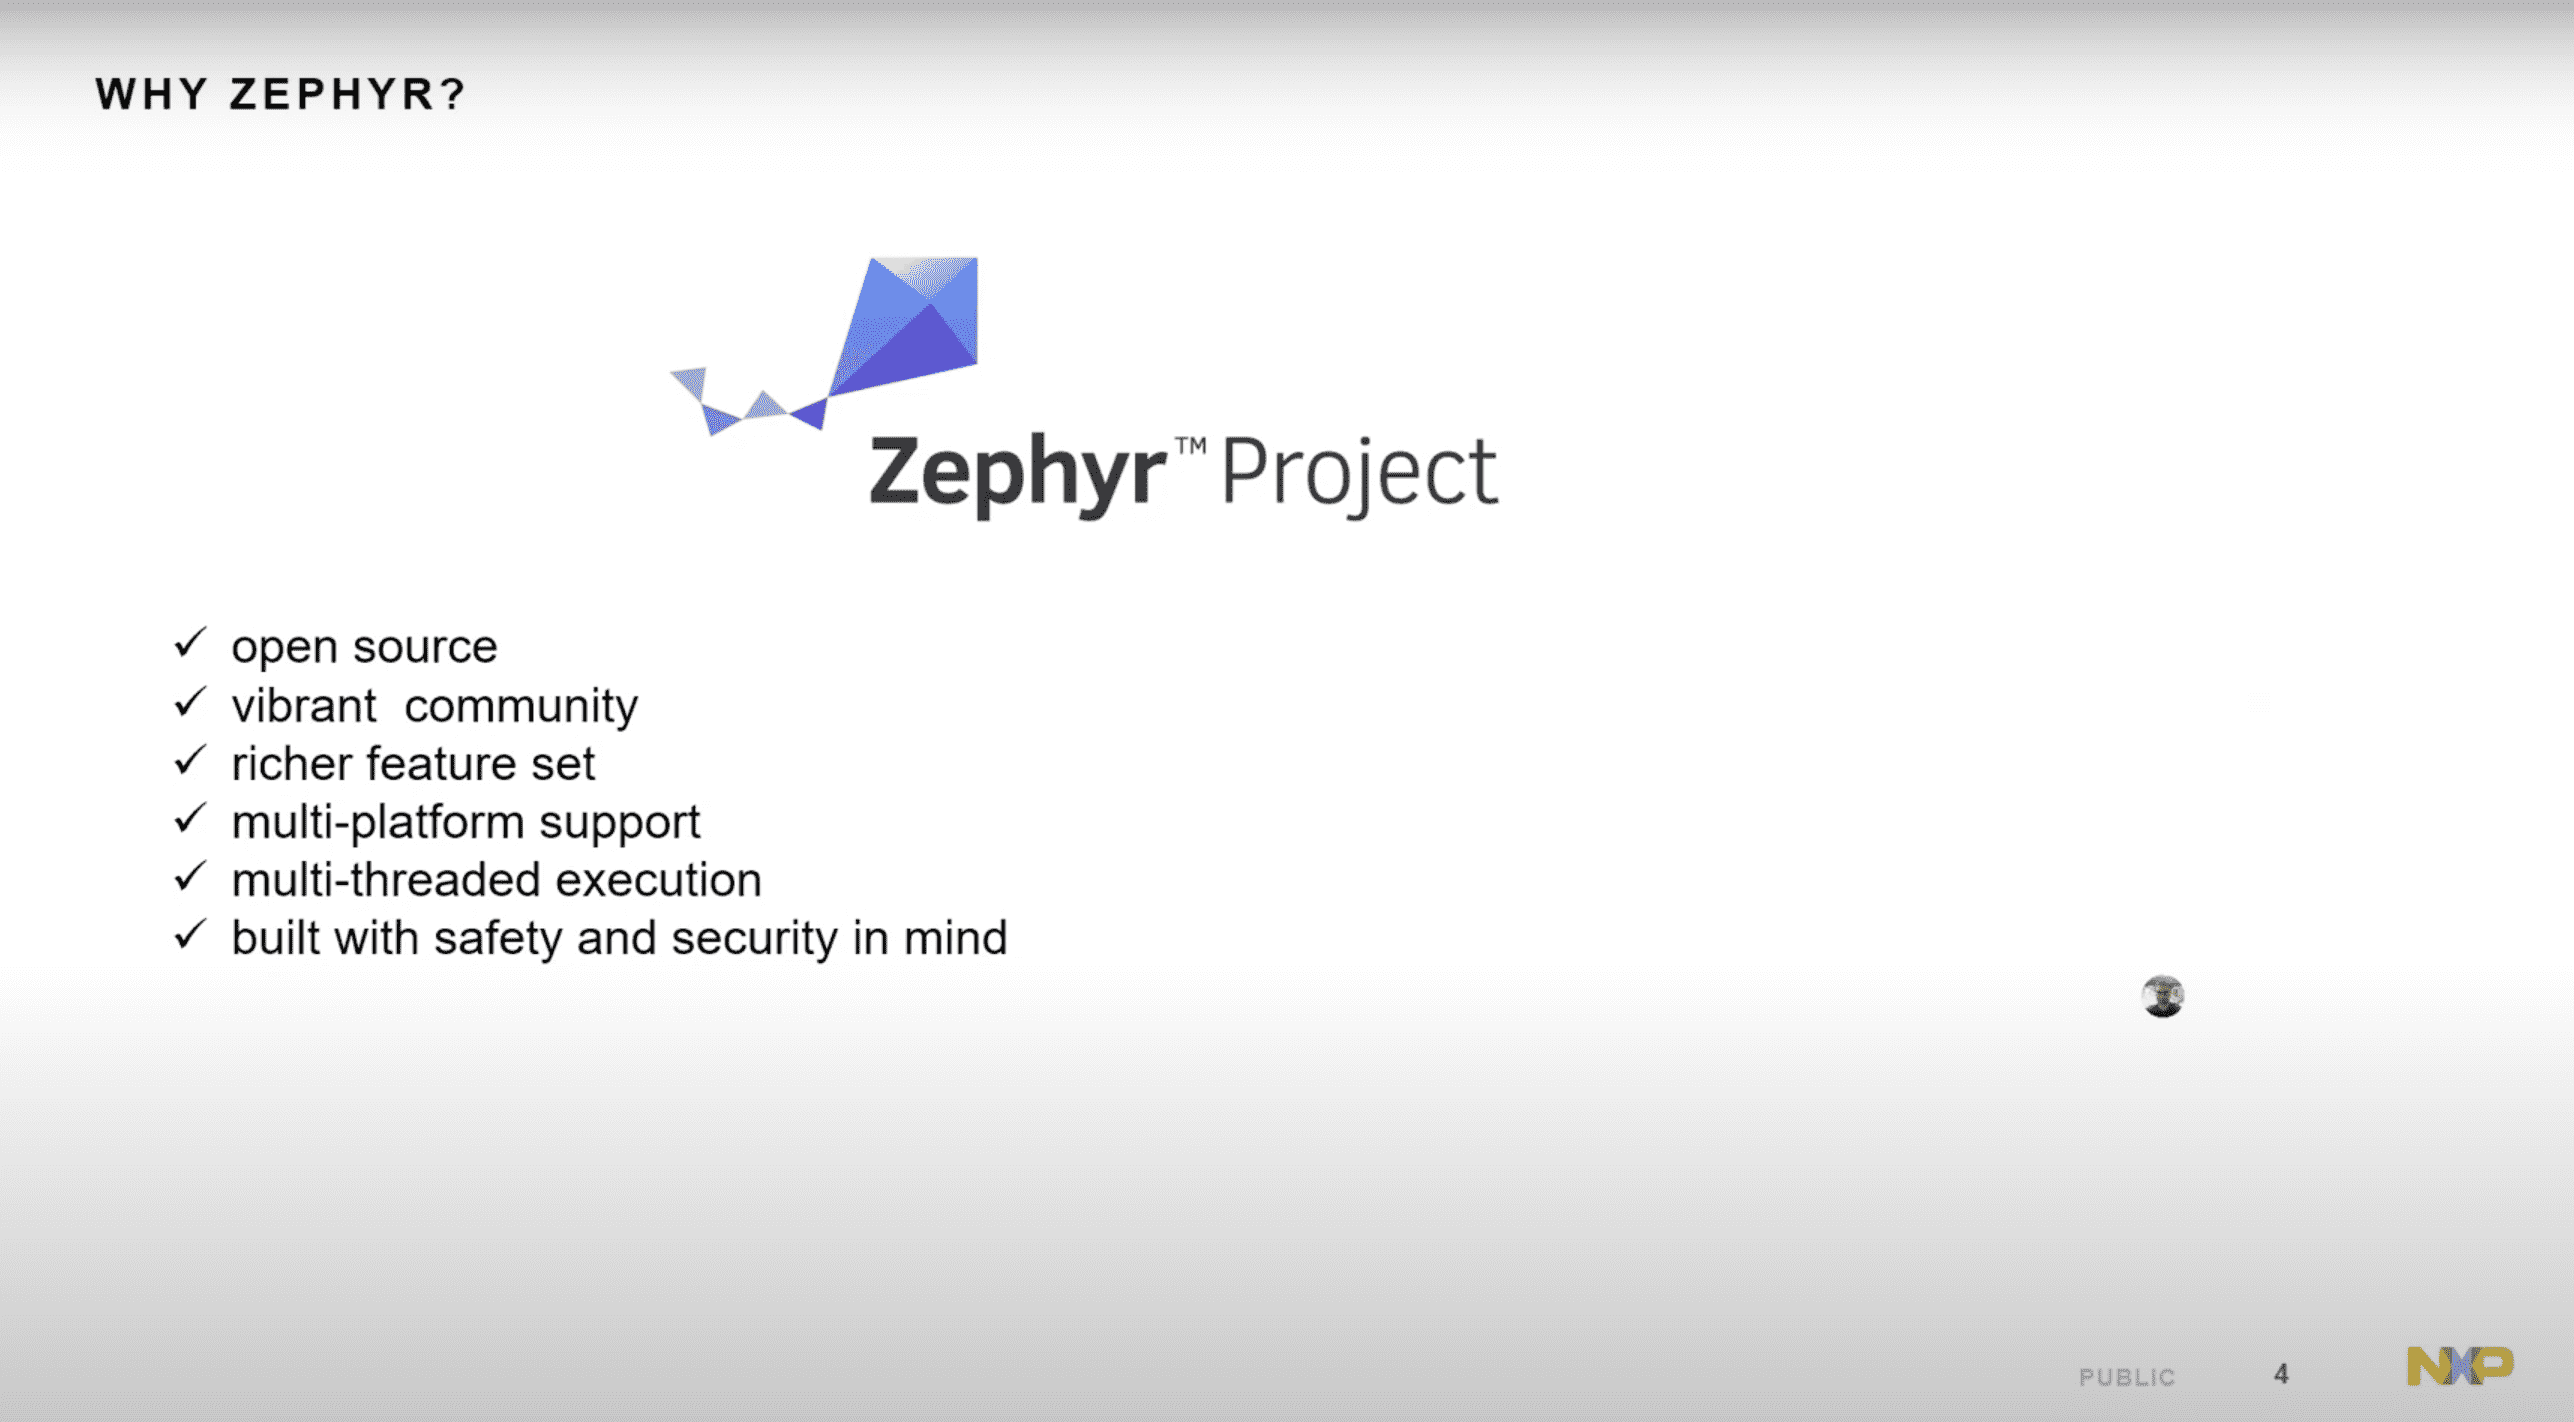 WHY ZEPHYR?
Zephyr™ Project
✓ open source
✓ vibrant  community
✓ richer feature set
✓ multi-platform support
✓ multi-threaded execution
✓ built with safety and security in mind
PUBLIC 4 NXP